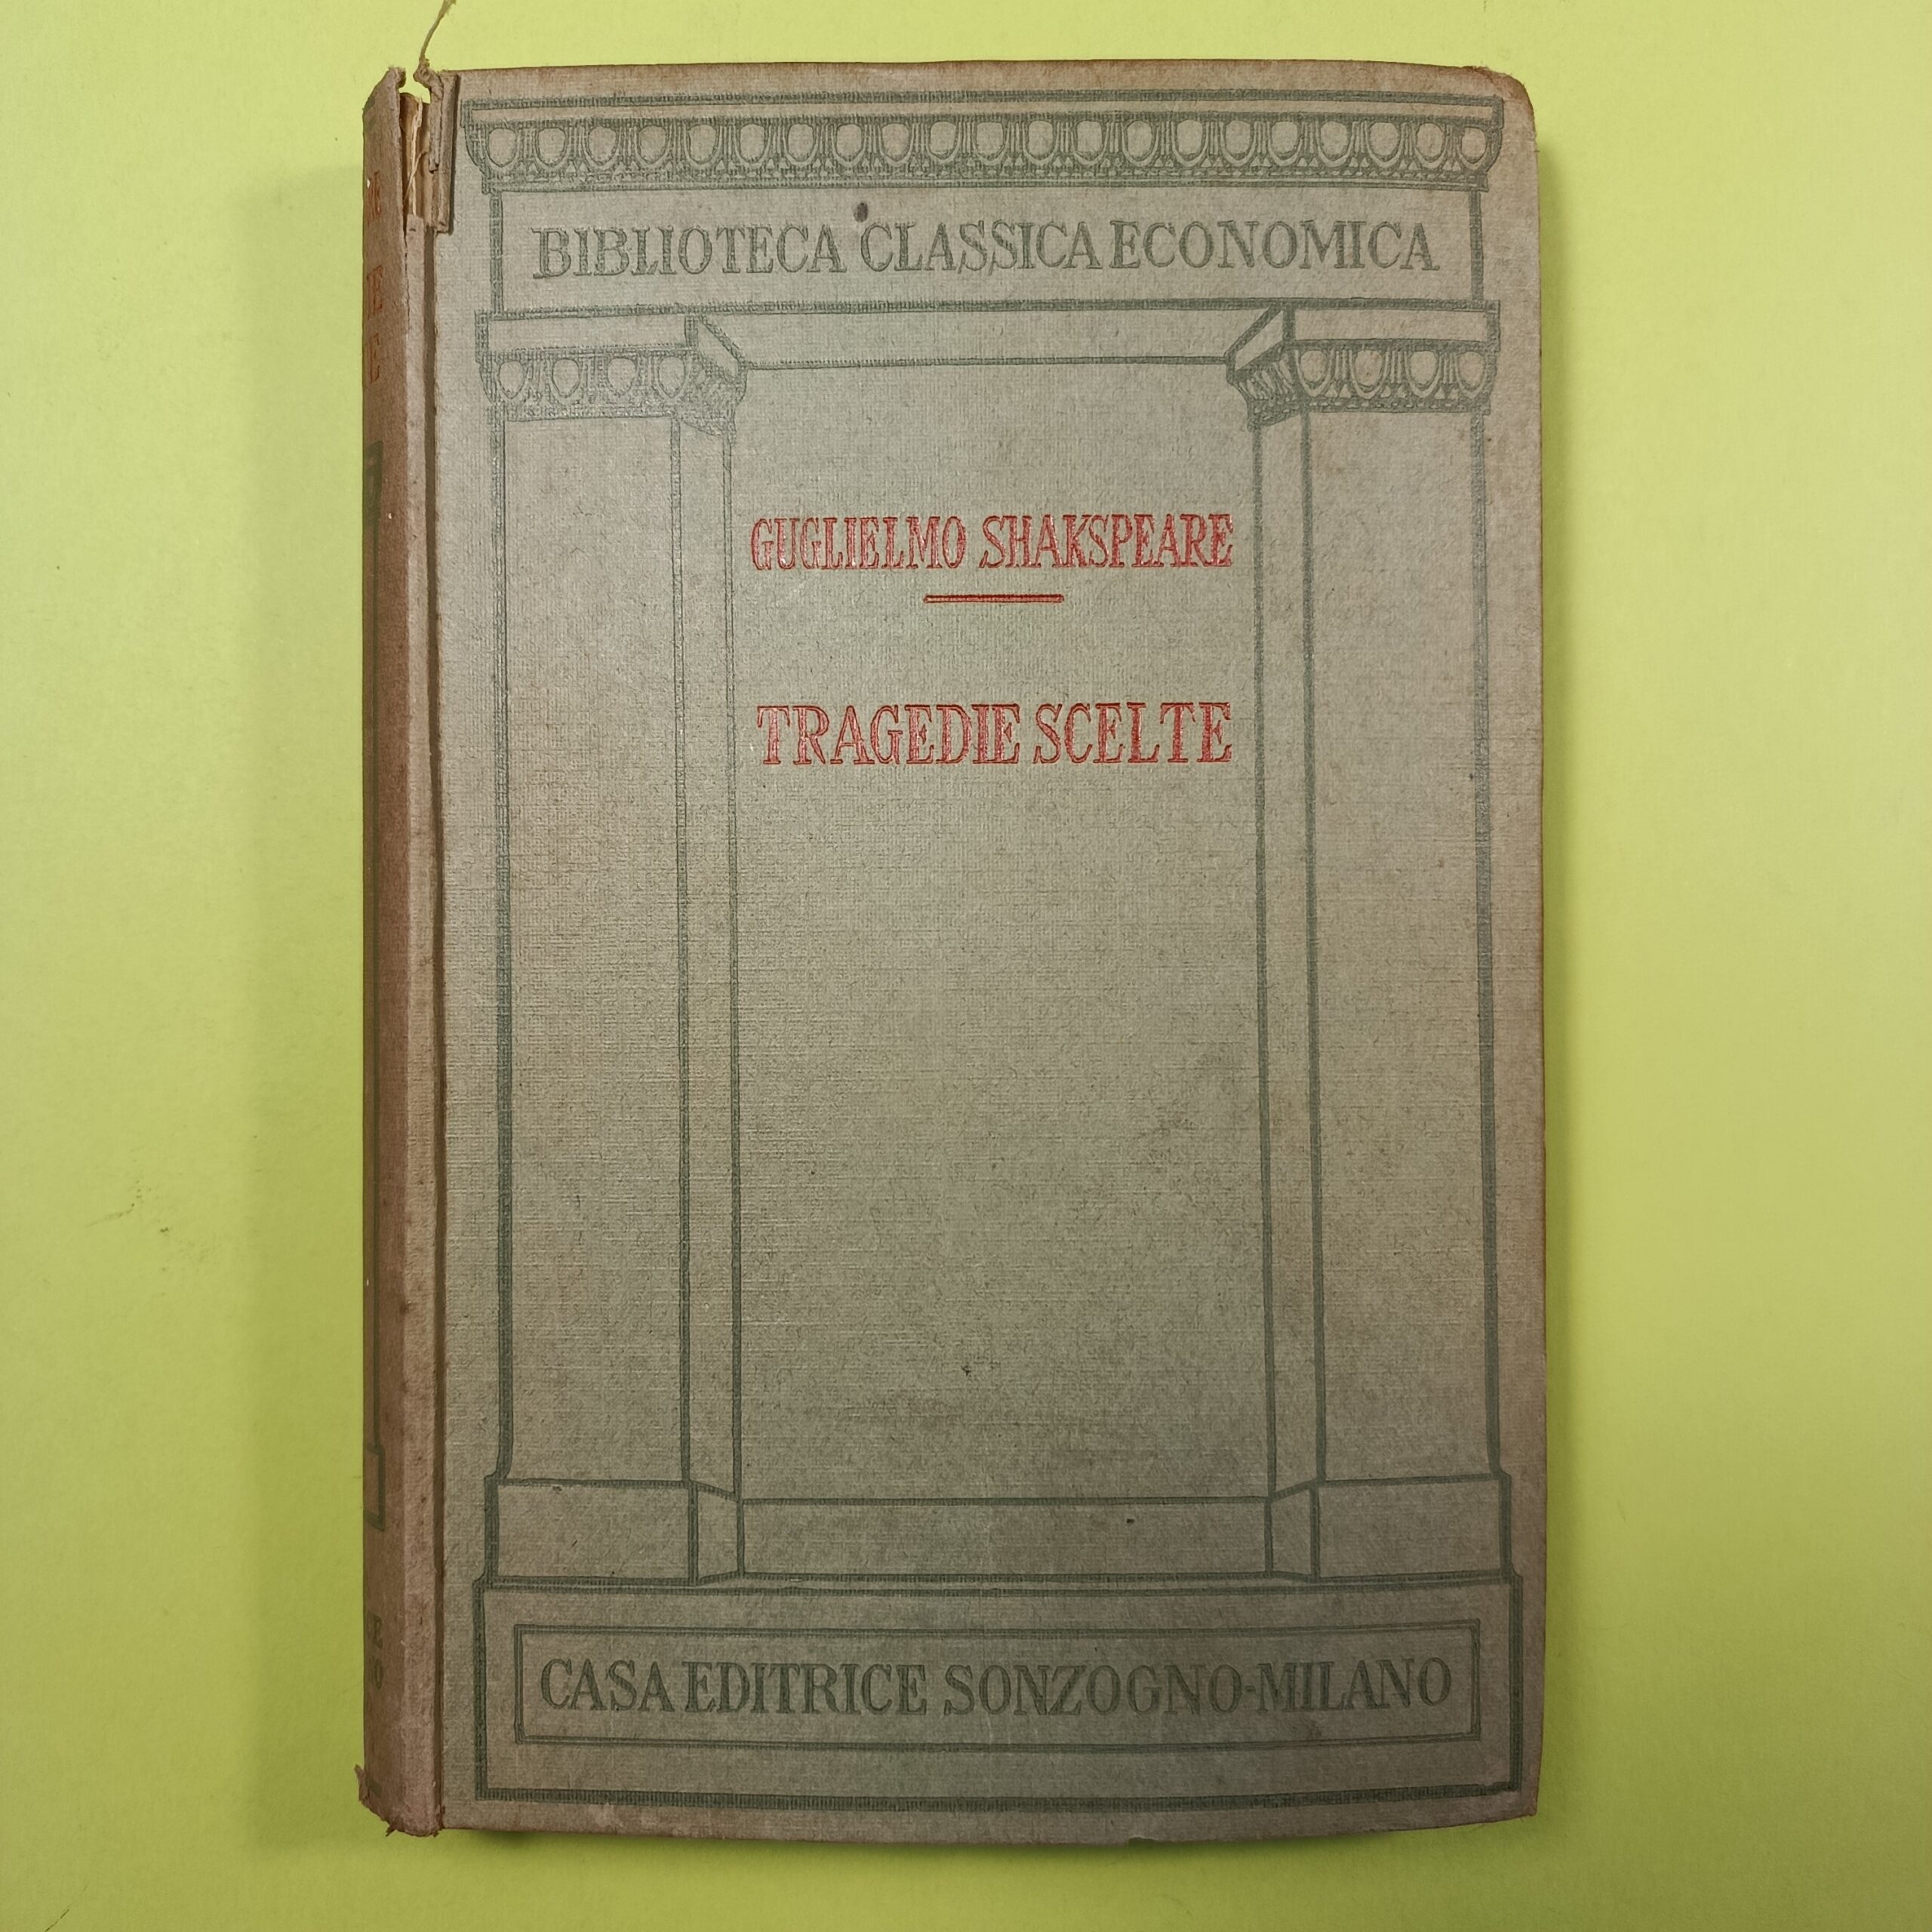 BIBLIOTECA CLASSICA ECONOMICA
GUGLIELMO SHAKSPEARE
TRAGEDIE SCELTE
CASA EDITRICE SONZOGNO-MILANO